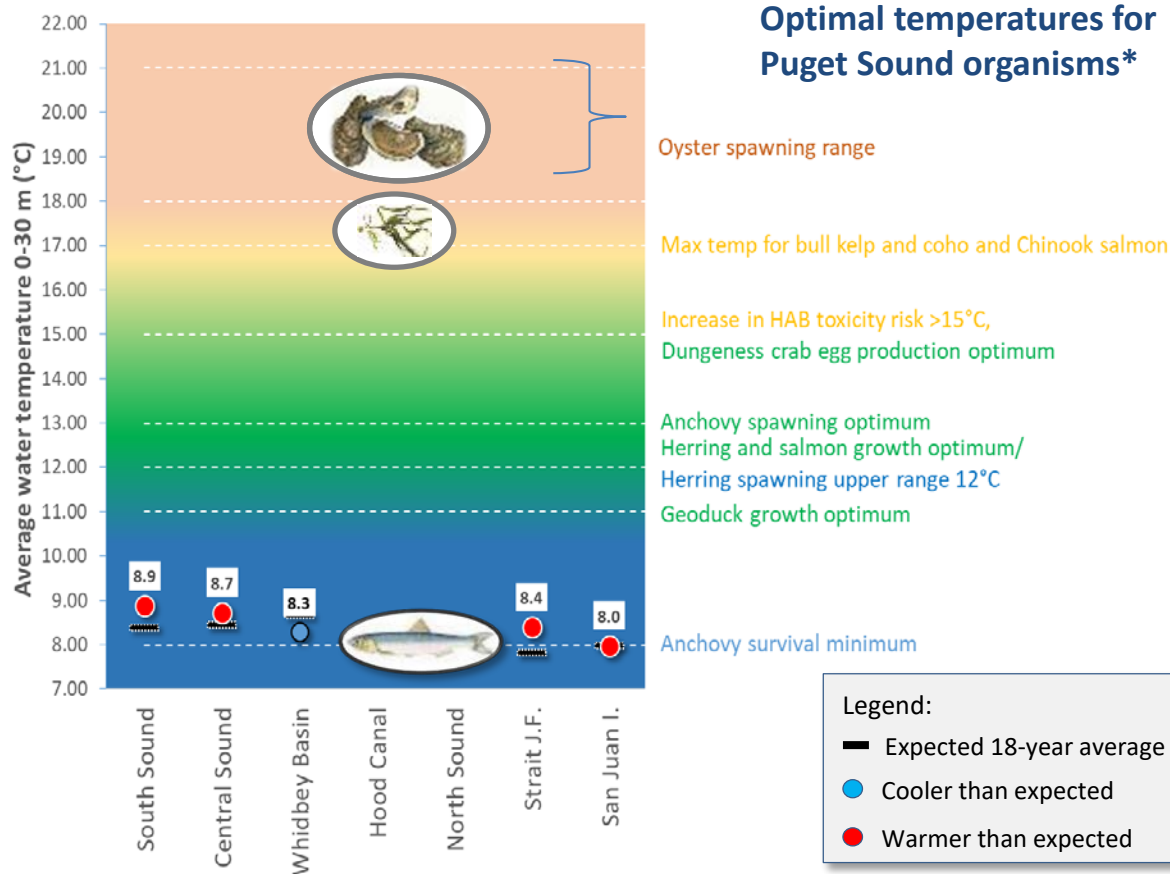 Optimal temperatures for
Puget Sound organisms*
Average water temperature 0-30 m (°C)
22.00
21.00
20.00
19.00
18.00
17.00
16.00
15.00
14.00
13.00
12.00
11.00
10.00
9.00
8.00
7.00
Oyster spawning range
Max temp for bull kelp and coho and Chinook salmon
Increase in HAB toxicity risk >15°C,
Dungeness crab egg production optimum
Anchovy spawning optimum
Herring and salmon growth optimum/
Herring spawning upper range 12°C
Geoduck growth optimum
Anchovy survival minimum
8.9
8.7
8.3
8.4
8.0
South Sound
Central Sound
Whidbey Basin
Hood Canal
North Sound
Strait J.F.
San Juan I.
Legend:
Expected 18-year average
Cooler than expected
Warmer than expected